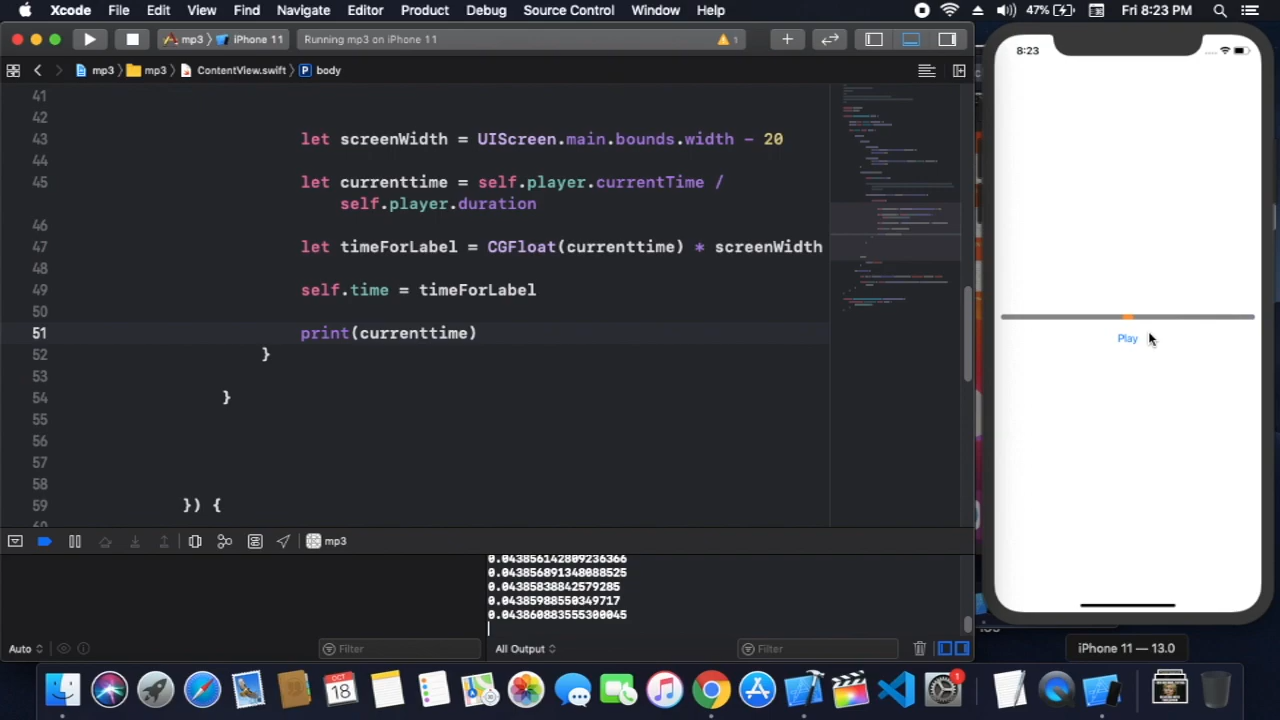 Xcode File Edit View Find Navigate Editor Product Debug Source Control Window Help 47% Fri 8:23 PM
mp3 iPhone 11 Running mp3 on iPhone 11 1
8:23
mp3 mp3 ContentView.swift P body
41
42
43 let screenWidth = UIScreen.main.bounds.width - 20
44
45 let currenttime = self.player.currentTime /
self.player.duration
46
47 let timeForLabel = CGFloat(currenttime) * screenWidth
48
49 self.time = timeForLabel
50
51 print(currenttime)
52 }
53
54 }
55
56
57
58
59 }) {
Play
mp3
0.043856142809236366
0.043856891348088525
0.04385838842579285
0.04385988550349717
0.043860883555300045
Auto Filter All Output Filter
iPhone 11 — 13.0
OCT
18
1